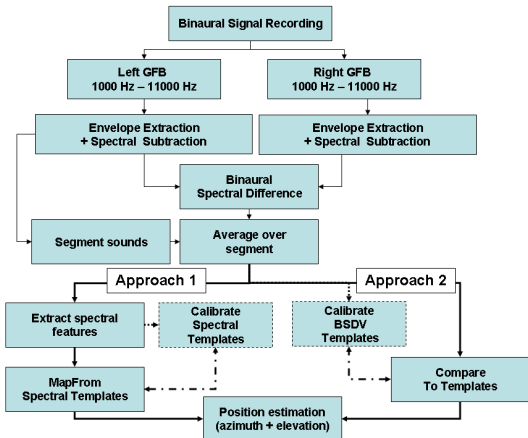 Binaural Signal Recording
Left GFB
1000 Hz – 11000 Hz
Right GFB
1000 Hz – 11000 Hz
Envelope Extraction
+ Spectral Subtraction
Envelope Extraction
+ Spectral Subtraction
Binaural
Spectral Difference
Segment sounds
Average over
segment
Approach 1
Approach 2
Extract spectral
features
Calibrate
Spectral
Templates
Calibrate
BSDV
Templates
MapFrom
Spectral Templates
Compare
To Templates
Position estimation
(azimuth + elevation)